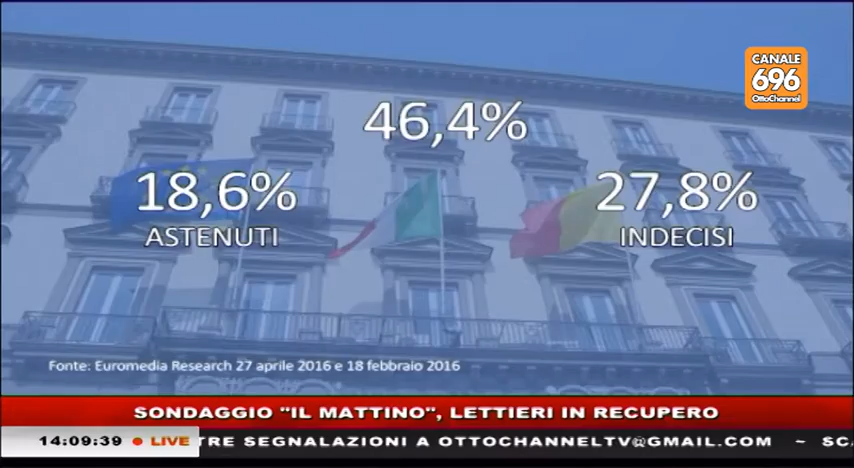 CANALE
696
OttoChannel
46,4%
18,6%
ASTENUTI
27,8%
INDECISI
Fonte: Euromedia Research 27 aprile 2016 e 18 febbraio 2016
SONDAGGIO "IL MATTINO", LETTIERI IN RECUPERO
14:09:39 LIVE TRE SEGNALAZIONI A OTTOCHANNELTV@GMAIL.COM ~